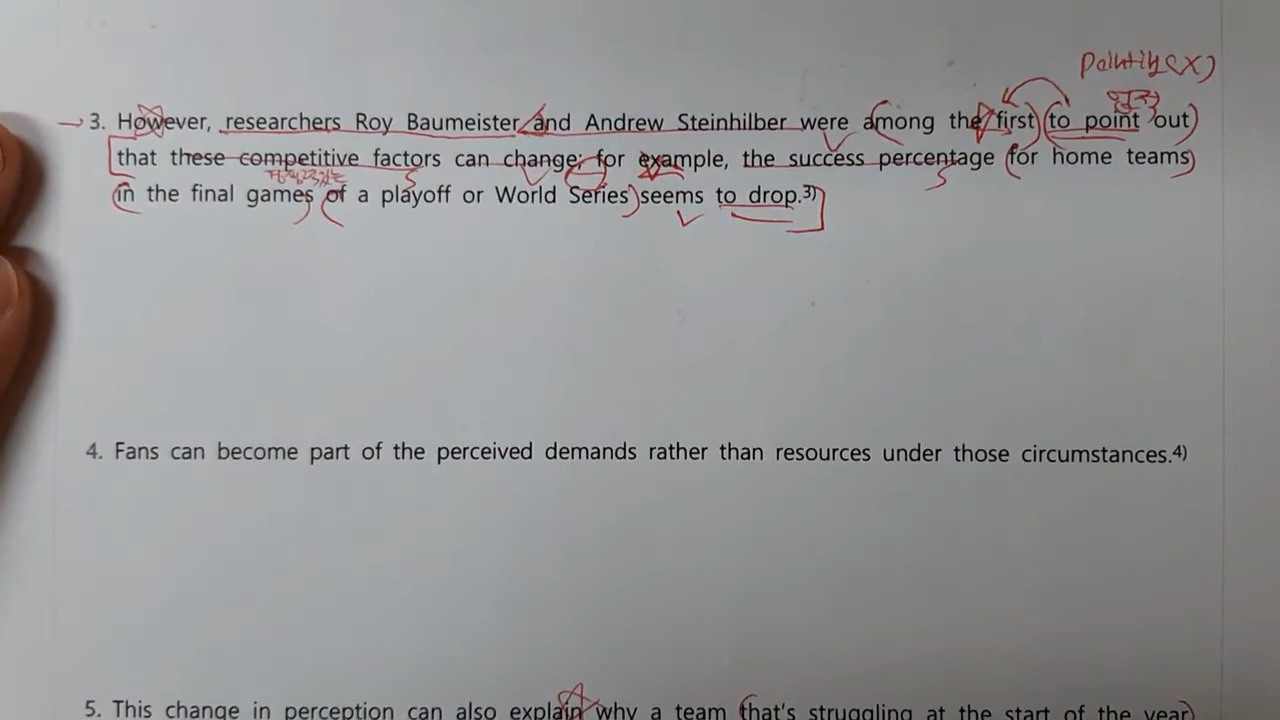 Pointing(X)
3. However, researchers Roy Baumeister and Andrew Steinhilber were among the first to point out
that these competitive factors can change; for example, the success percentage for home teams
in the final games of a playoff or World Series seems to drop.3)
4. Fans can become part of the perceived demands rather than resources under those circumstances.4)
5. This change in perception can also explain why a team that's struggling at the start of the year